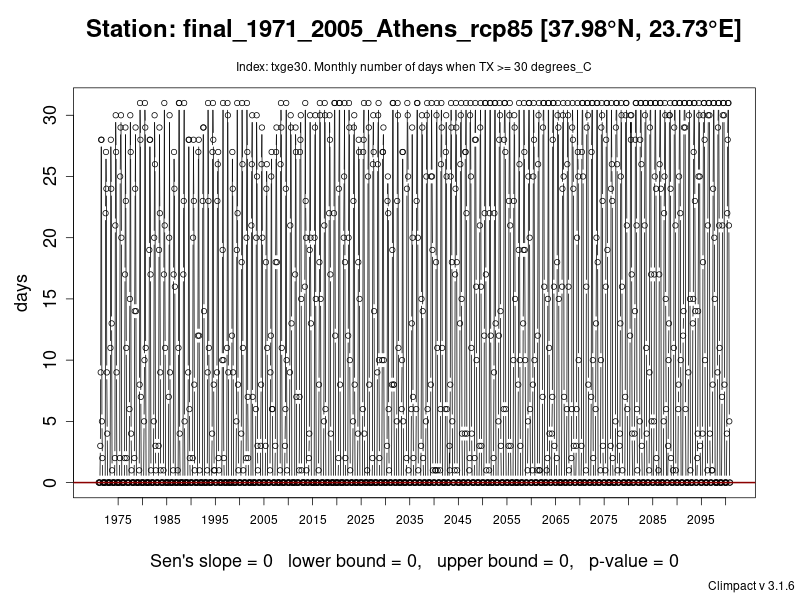 Station: final_1971_2005_Athens_rcp85 [37.98°N, 23.73°E]
Index: txge30. Monthly number of days when TX >= 30 degrees_C
30
25
20
15
10
5
0
days
1975 1985 1995 2005 2015 2025 2035 2045 2055 2065 2075 2085 2095
Sen's slope = 0 lower bound = 0, upper bound = 0, p-value = 0
Climpact v 3.1.6